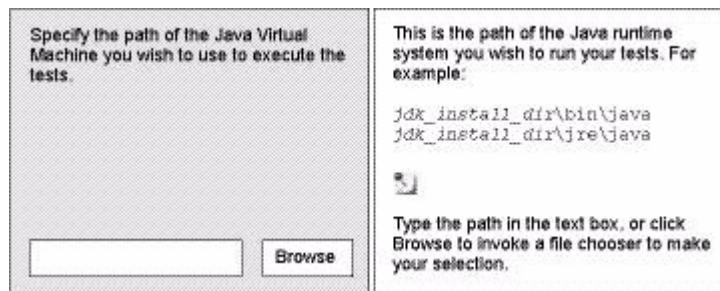 Specify the path of the Java Virtual
Machine you wish to use to execute the
tests.
Browse
This is the path of the Java runtime
system you wish to run your tests. For
example:
jdk_install_dir\bin\java
jdk_install_dir\jre\java
Type the path in the text box, or click
Browse to invoke a file chooser to make
your selection.